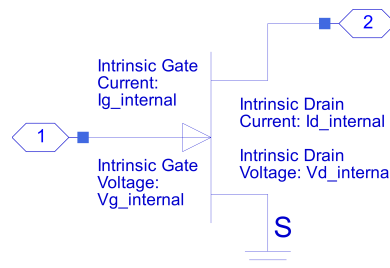 2
Intrinsic Gate
Current:
Ig_internal
Intrinsic Drain
Current: Id_internal
1
Intrinsic Gate
Voltage:
Vg_internal
Intrinsic Drain
Voltage: Vd_interna
S